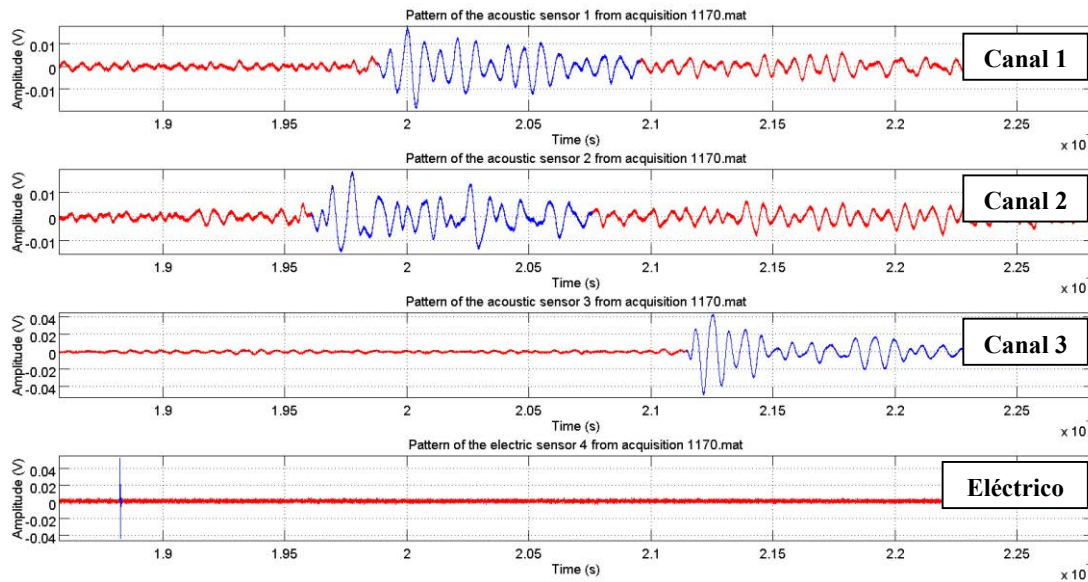 Pattern of the acoustic sensor 1 from acquisition 1170.mat
Amplitude (V)
0.01
0
-0.01
Canal 1
1.9 1.95 2 2.05 2.1 2.15 2.2 2.25
Time (s)
x 10
Pattern of the acoustic sensor 2 from acquisition 1170.mat
Amplitude (V)
0.01
0
-0.01
Canal 2
1.9 1.95 2 2.05 2.1 2.15 2.2 2.25
Time (s)
x 10
Pattern of the acoustic sensor 3 from acquisition 1170.mat
Amplitude (V)
0.04
0.02
0
-0.02
-0.04
Canal 3
1.9 1.95 2 2.05 2.1 2.15 2.2 2.25
Time (s)
x 10
Pattern of the electric sensor 4 from acquisition 1170.mat
Amplitude (V)
0.04
0.02
0
-0.02
-0.04
Eléctrico
1.9 1.95 2 2.05 2.1 2.15 2.2 2.25
Time (s)
x 10